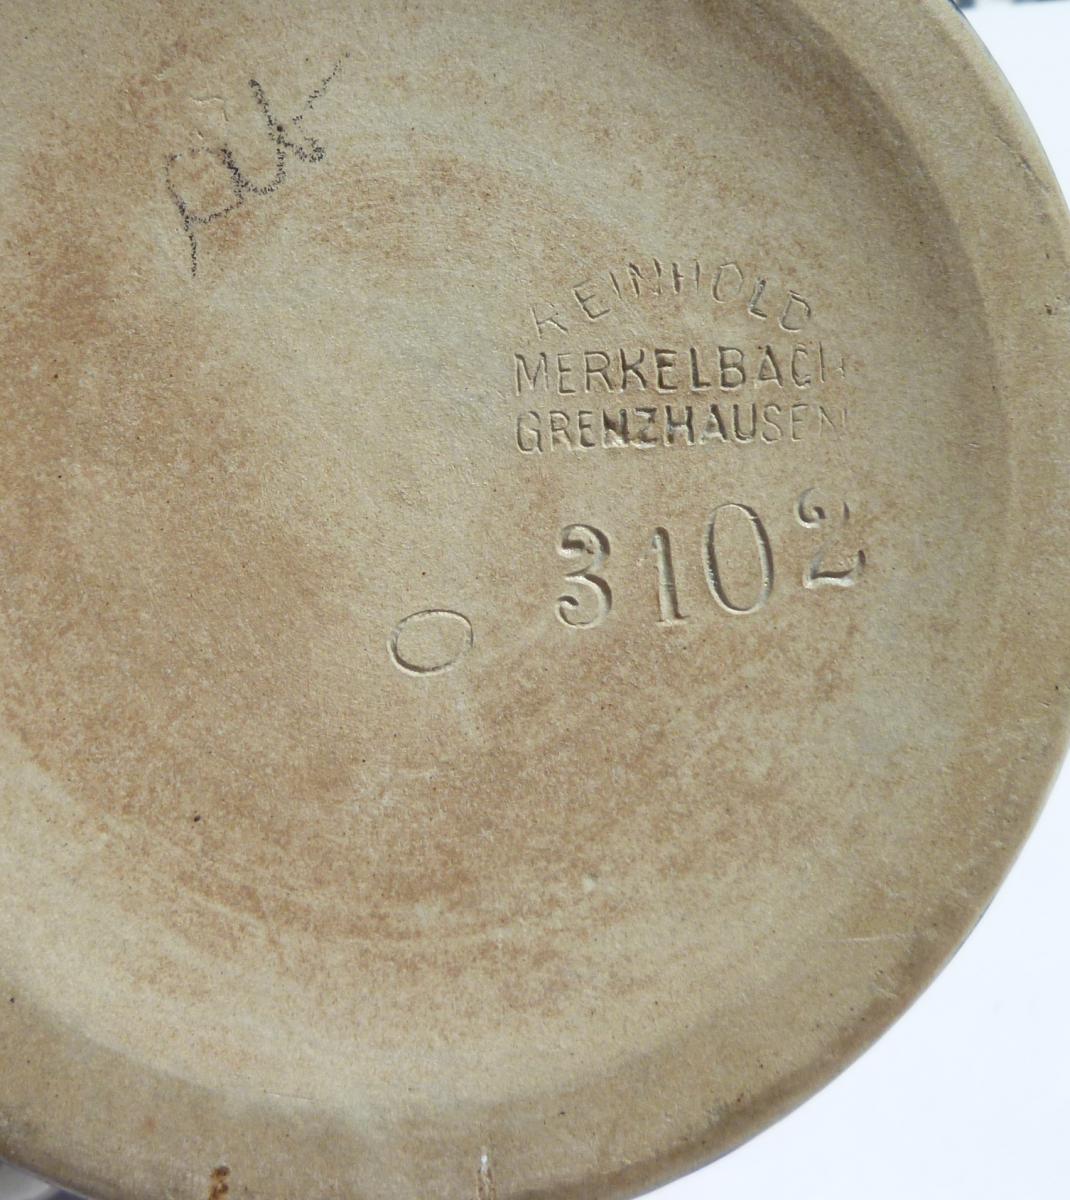 REINHOLD
MERKELBACH
GRENZHAUSEN
3102
O